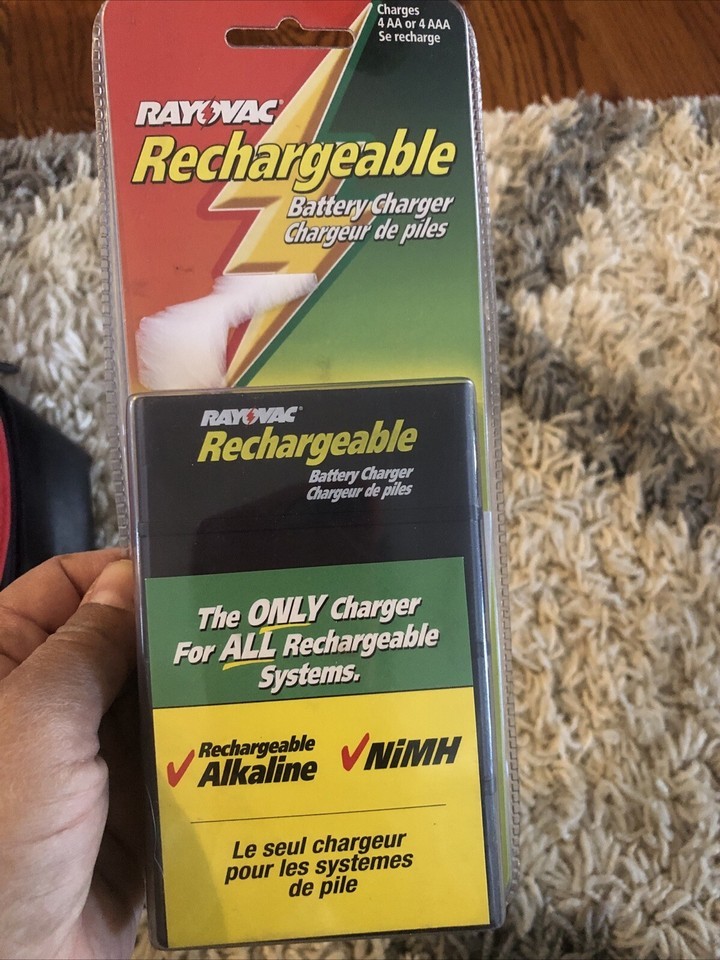 Charges
4 AA or 4 AAA
Se recharge
RAYOVAC®
Rechargeable
Battery Charger
Chargeur de piles
RAYOVAC®
Rechargeable
Battery Charger
Chargeur de piles
The ONLY Charger
For ALL Rechargeable
Systems.
Rechargeable
Alkaline
NiMH
Le seul chargeur
pour les systemes
de pile